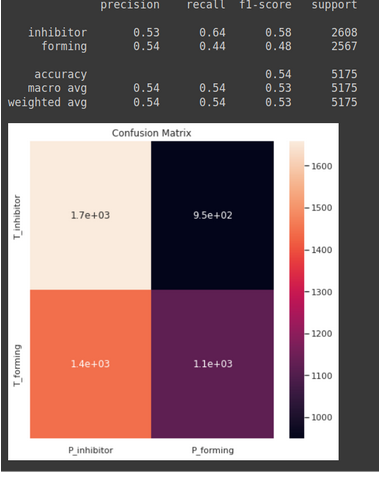 precision recall f1-score support
inhibitor 0.53 0.64 0.58 2608
forming 0.54 0.44 0.48 2567
accuracy 0.54 5175
macro avg 0.54 0.54 0.53 5175
weighted avg 0.54 0.54 0.53 5175
Confusion Matrix
T_inhibitor
1.7e+03 9.5e+02
T_forming
1.4e+03 1.1e+03
P_inhibitor P_forming
1600
1500
1400
1300
1200
1100
1000